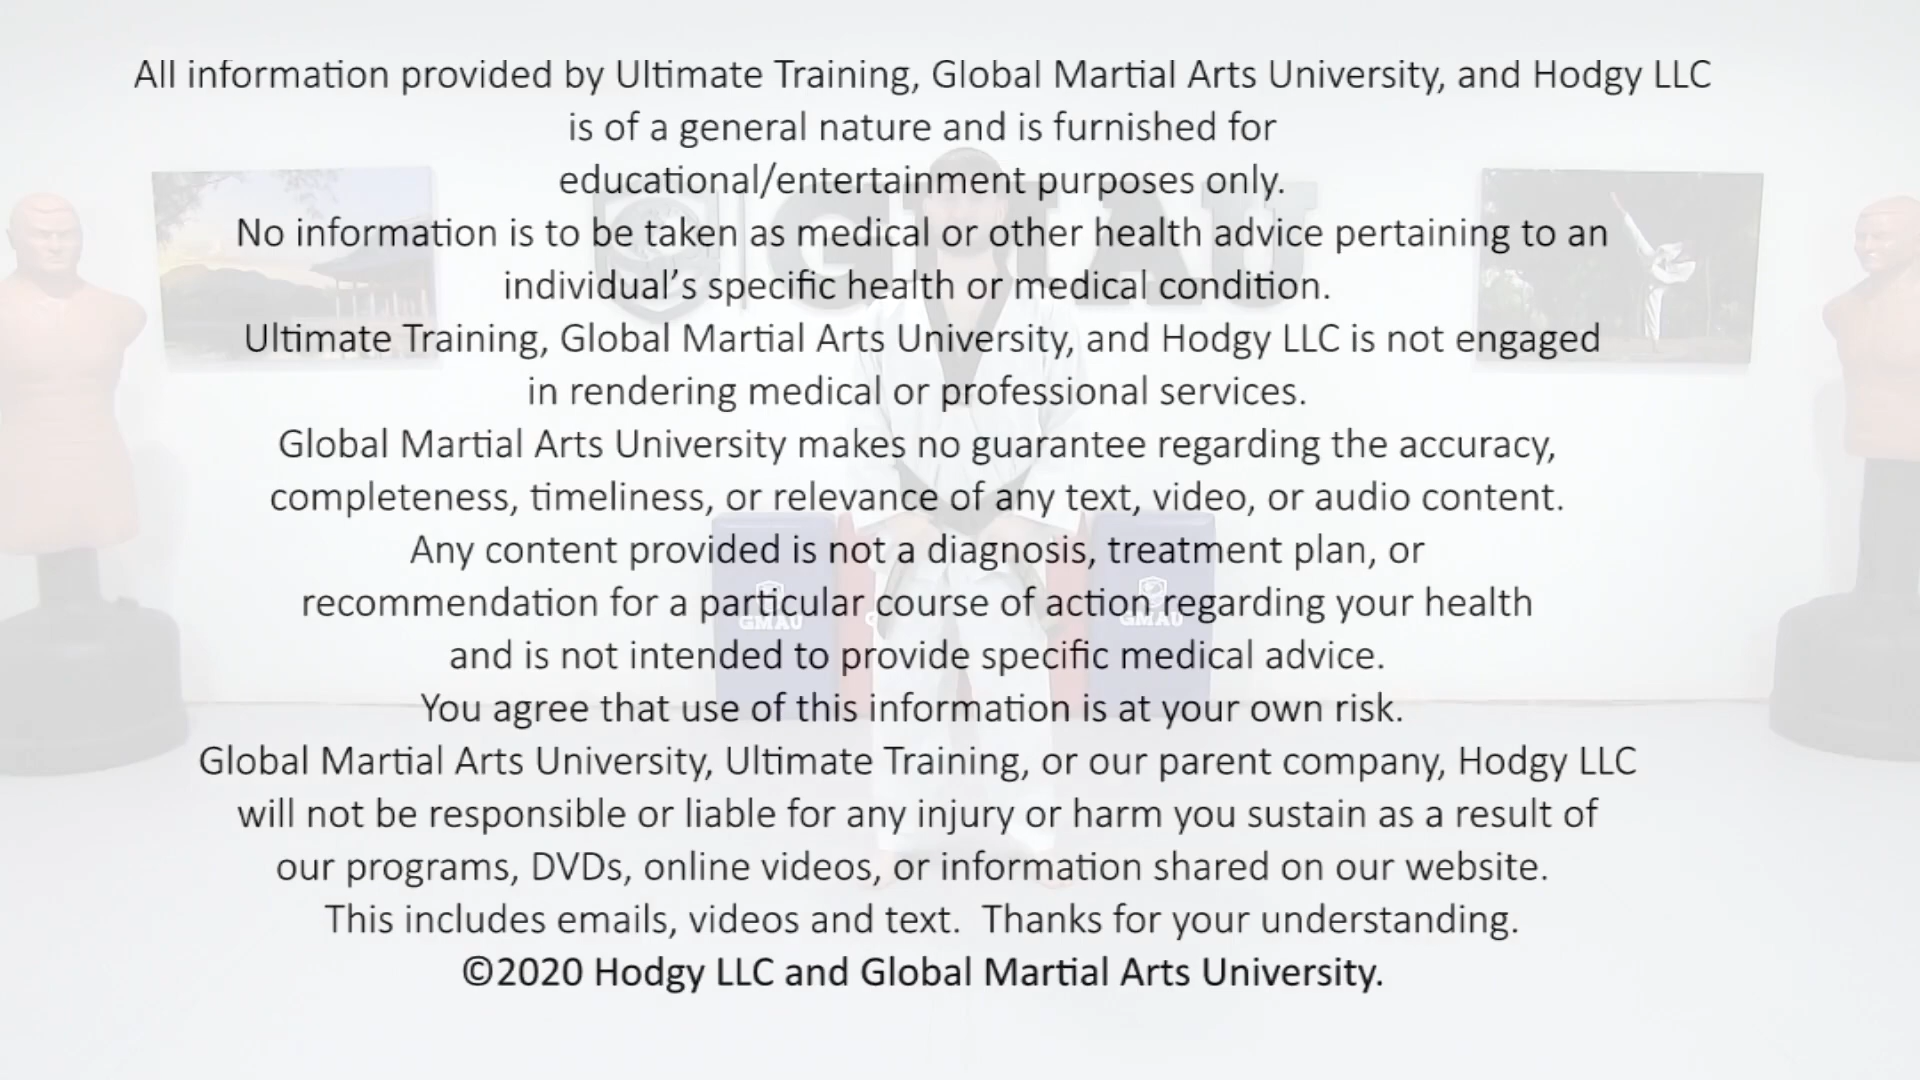 All information provided by Ultimate Training, Global Martial Arts University, and Hodgy LLC
is of a general nature and is furnished for
educational/entertainment purposes only.
No information is to be taken as medical or other health advice pertaining to an
individual’s specific health or medical condition.
Ultimate Training, Global Martial Arts University, and Hodgy LLC is not engaged
in rendering medical or professional services.
Global Martial Arts University makes no guarantee regarding the accuracy,
completeness, timeliness, or relevance of any text, video, or audio content.
Any content provided is not a diagnosis, treatment plan, or
recommendation for a particular course of action regarding your health
and is not intended to provide specific medical advice.
You agree that use of this information is at your own risk.
Global Martial Arts University, Ultimate Training, or our parent company, Hodgy LLC
will not be responsible or liable for any injury or harm you sustain as a result of
our programs, DVDs, online videos, or information shared on our website.
This includes emails, videos and text.  Thanks for your understanding.
©2020 Hodgy LLC and Global Martial Arts University.
GMAU
GMAU
GMAU